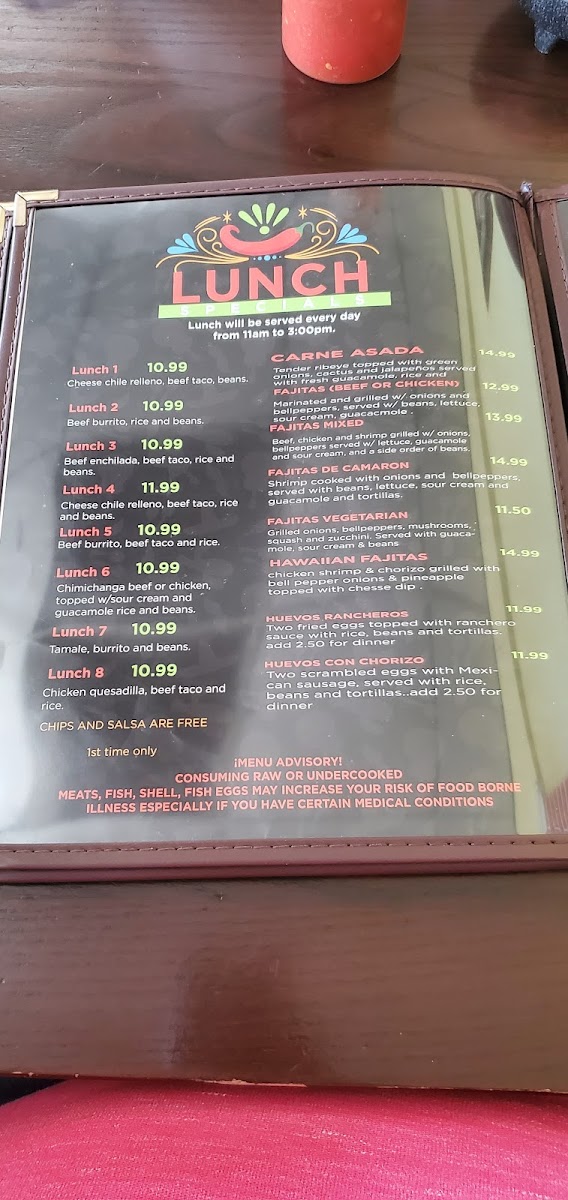 LUNCH
SPECIALS
Lunch will be served every day
from 11am to 3:00pm.
Lunch 1 10.99
Cheese chile relleno, beef taco, beans.
Lunch 2 10.99
Beef burrito, rice and beans.
Lunch 3 10.99
Beef enchilada, beef taco, rice and
beans.
Lunch 4 11.99
Cheese chile relleno, beef taco, rice
and beans.
Lunch 5 10.99
Beef burrito, beef taco and rice.
Lunch 6 10.99
Chimichanga beef or chicken,
topped w/sour cream and
guacamole rice and beans.
Lunch 7 10.99
Tamale, burrito and beans.
Lunch 8 10.99
Chicken quesadilla, beef taco and
rice.
CHIPS AND SALSA ARE FREE
1st time only
CARNE ASADA 14.99
Tender ribeye topped with green
onions, cactus and jalapeños served
with fresh guacamole, rice and
FAJITAS (BEEF OR CHICKEN) 12.99
Marinated and grilled w/ onions and
bellpeppers, served w/ beans, lettuce,
sour cream, guacacmole .
FAJITAS MIXED 13.99
Beef, chicken and shrimp grilled w/ onions,
bellpeppers served w/ lettuce, guacamole
and sour cream, and a side order of beans.
FAJITAS DE CAMARON 14.99
Shrimp cooked with onions and bellpeppers,
served with beans, lettuce, sour cream and
guacamole and tortillas.
FAJITAS VEGETARIAN 11.50
Grilled onions, bellpeppers, mushrooms,
squash and zucchini. Served with guaca-
mole, sour cream & beans
HAWAIIAN FAJITAS 14.99
chicken shrimp & chorizo grilled with
bell pepper onions & pineapple
topped with chesse dip .
HUEVOS RANCHEROS 11.99
Two fried eggs topped with ranchero
sauce with rice, beans and tortillas.
add 2.50 for dinner
HUEVOS CON CHORIZO 11.99
Two scrambled eggs with Mexi-
can sausage, served with rice,
beans and tortillas..add 2.50 for
dinner
¡MENU ADVISORY!
CONSUMING RAW OR UNDERCOOKED
MEATS, FISH, SHELL, FISH EGGS MAY INCREASE YOUR RISK OF FOOD BORNE
ILLNESS ESPECIALLY IF YOU HAVE CERTAIN MEDICAL CONDITIONS